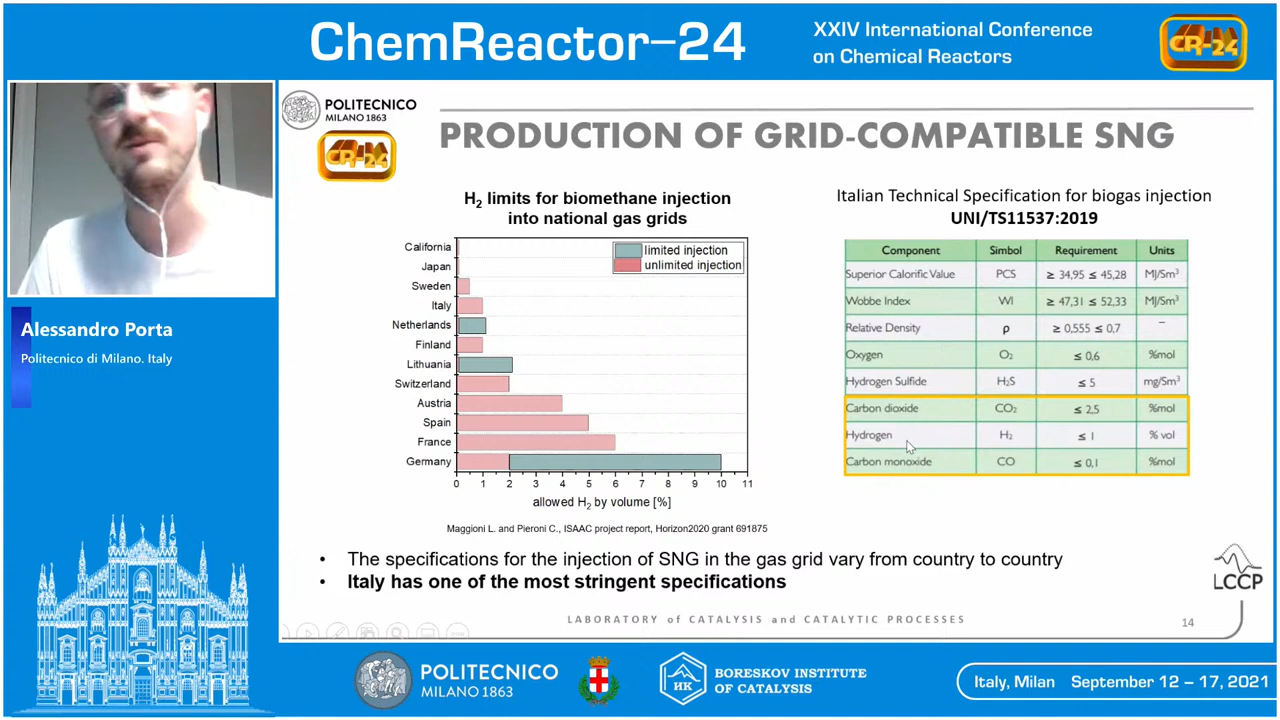 ChemReactor–24
XXIV International Conference
on Chemical Reactors
CR-24
POLITECNICO
MILANO 1863
CR-24
PRODUCTION OF GRID-COMPATIBLE SNG
Alessandro Porta
Politecnico di Milano. Italy
H2 limits for biomethane injection
into national gas grids
limited injection
unlimited injection
California
Japan
Sweden
Italy
Netherlands
Finland
Lithuania
Switzerland
Austria
Spain
France
Germany
0 1 2 3 4 5 6 7 8 9 10 11
allowed H2 by volume [%]
Maggioni L. and Pieroni C., ISAAC project report, Horizon2020 grant 691875
Italian Technical Specification for biogas injection
UNI/TS11537:2019
Component Simbol Requirement Units
Superior Calorific Value PCS ≥ 34,95 ≤ 45,28 MJ/Sm³
Wobbe Index WI ≥ 47,31 ≤ 52,33 MJ/Sm³
Relative Density ρ ≥ 0,555 ≤ 0,7 –
Oxygen O₂ ≤ 0,6 %mol
Hydrogen Sulfide H₂S ≤ 5 mg/Sm³
Carbon dioxide CO₂ ≤ 2,5 %mol
Hydrogen H₂ ≤ 1 % vol
Carbon monoxide CO ≤ 0,1 %mol
• The specifications for the injection of SNG in the gas grid vary from country to country
• Italy has one of the most stringent specifications
LCCP
LABORATORY of CATALYSIS and CATALYTIC PROCESSES
14
POLITECNICO
MILANO 1863
ИК
BORESKOV INSTITUTE
OF CATALYSIS
Italy, Milan September 12 – 17, 2021